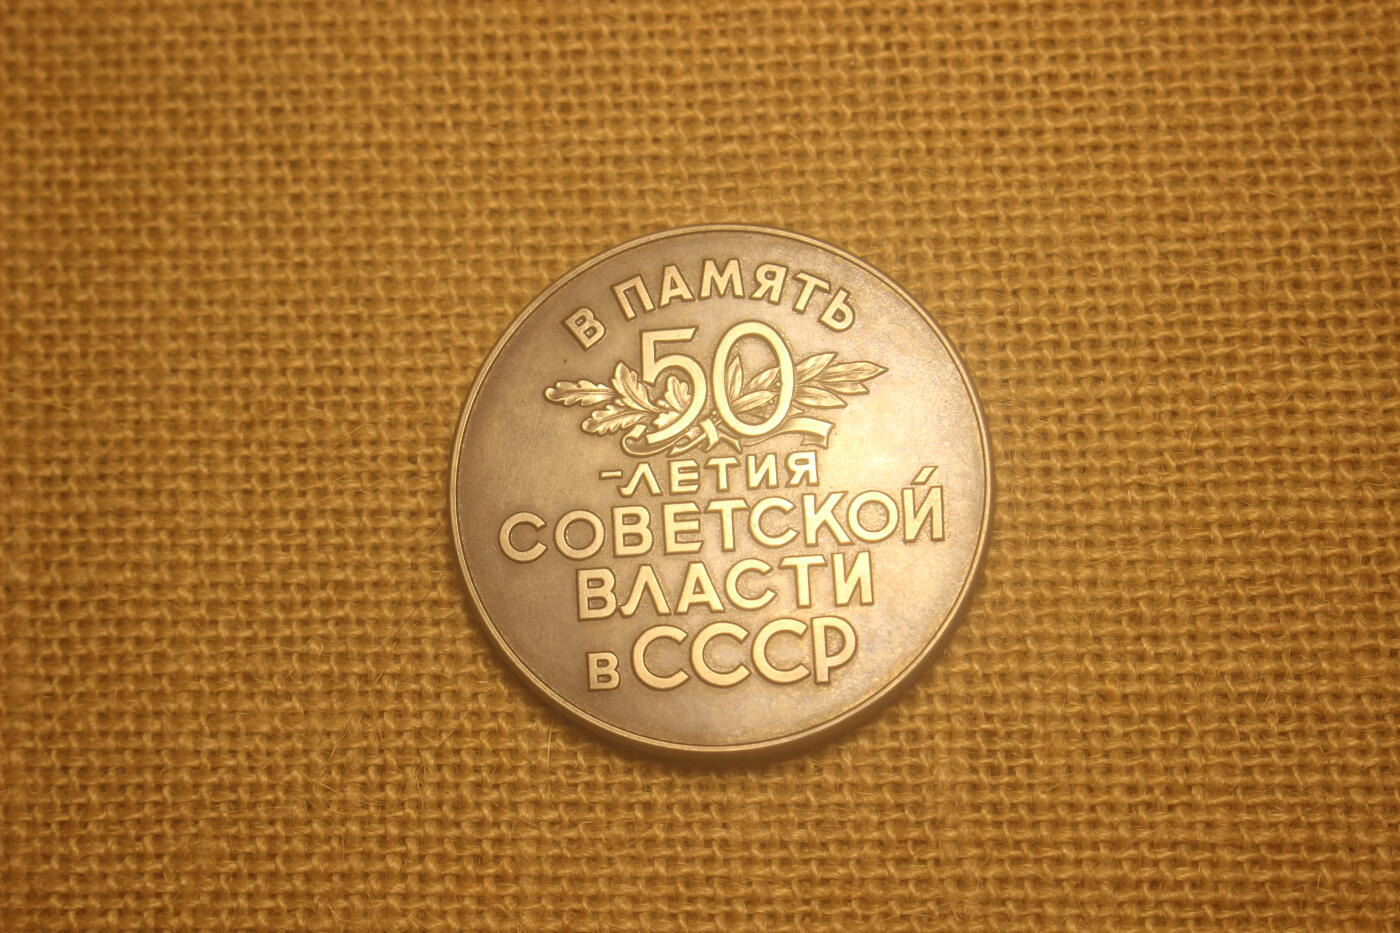 В ПАМЯТЬ
50
-ЛЕТИЯ
СОВЕТСКОЙ
ВЛАСТИ
в СССР